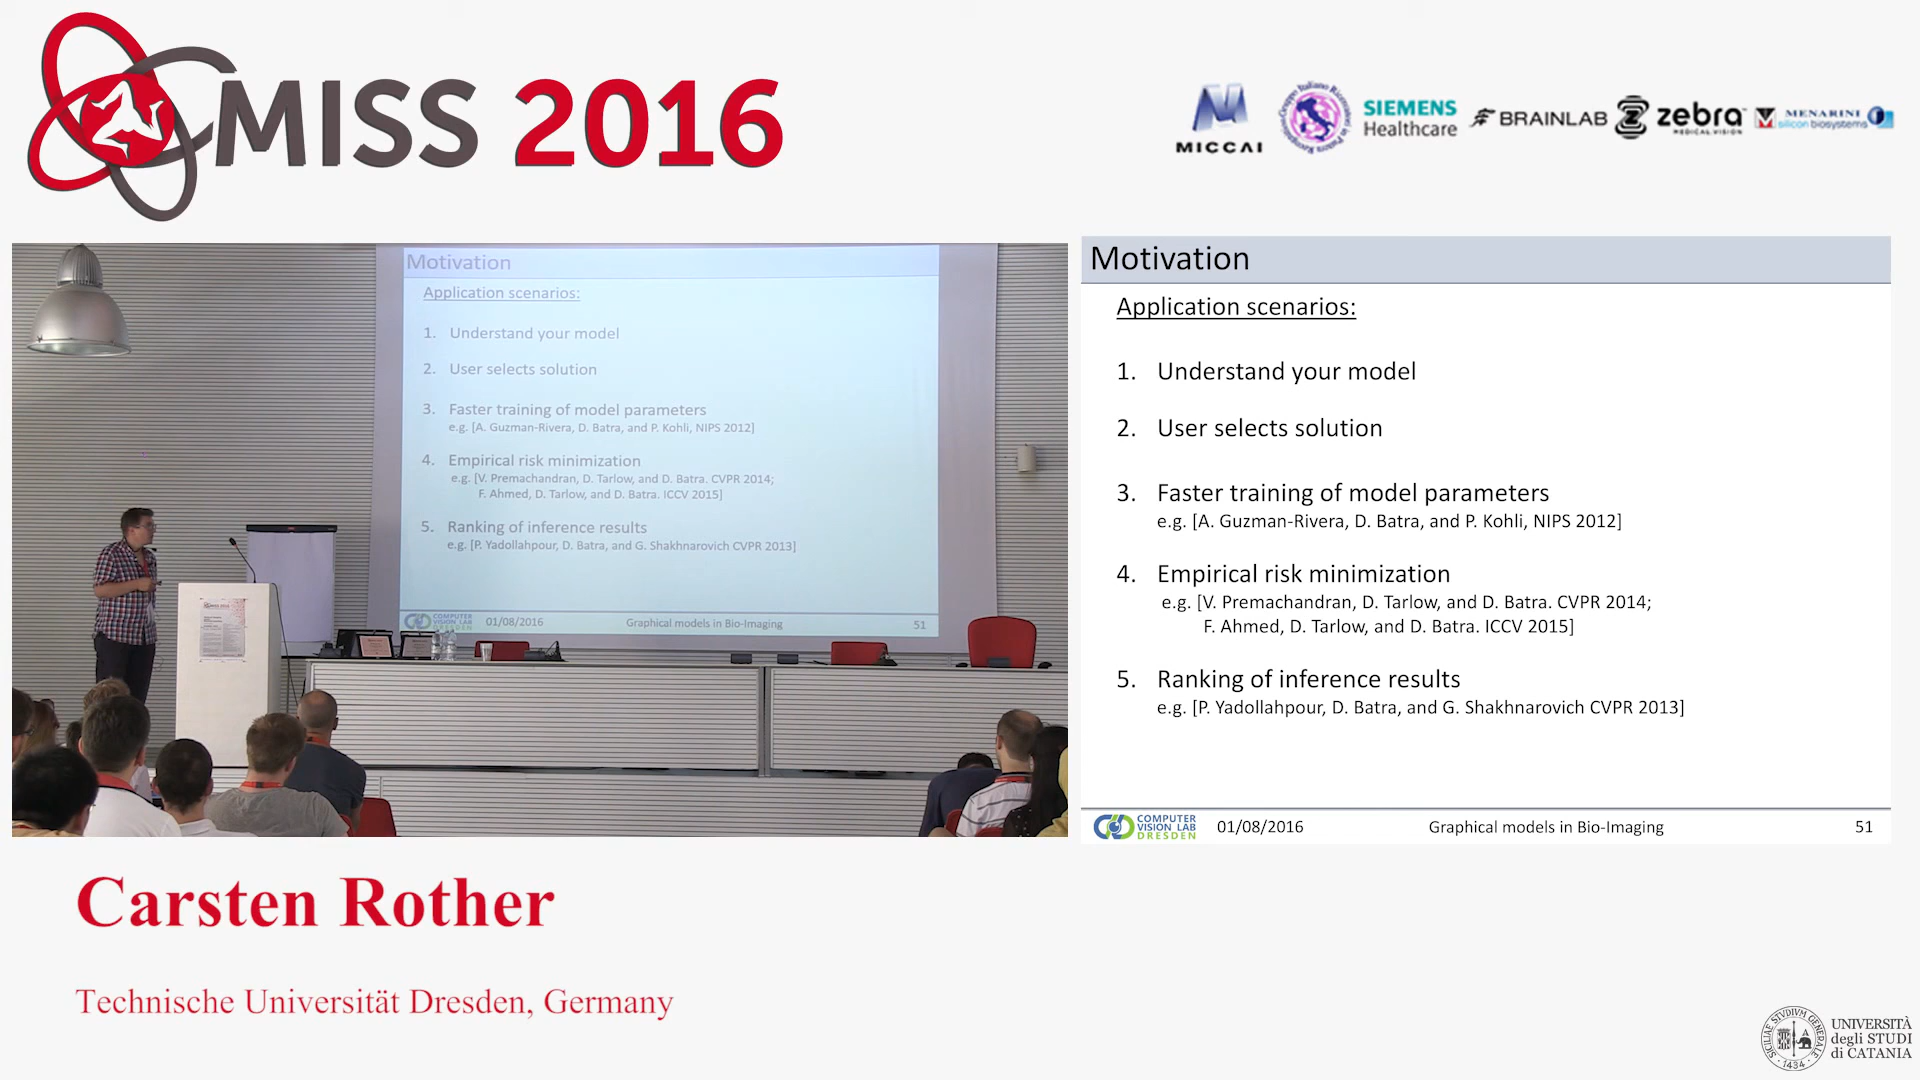 MISS 2016
MICCAI
SIEMENS
Healthcare
BRAINLAB
zebra
MEDICAL VISION
MENARINI
silicon biosystems
Motivation
Application scenarios:
1. Understand your model
2. User selects solution
3. Faster training of model parameters
e.g. [A. Guzman-Rivera, D. Batra, and P. Kohli, NIPS 2012]
4. Empirical risk minimization
e.g. [V. Premachandran, D. Tarlow, and D. Batra. CVPR 2014;
F. Ahmed, D. Tarlow, and D. Batra. ICCV 2015]
5. Ranking of inference results
e.g. [P. Yadollahpour, D. Batra, and G. Shakhnarovich CVPR 2013]
COMPUTER
VISION LAB
DRESDEN
01/08/2016 Graphical models in Bio-Imaging 51
Motivation
Application scenarios:
1. Understand your model
2. User selects solution
3. Faster training of model parameters
e.g. [A. Guzman-Rivera, D. Batra, and P. Kohli, NIPS 2012]
4. Empirical risk minimization
e.g. [V. Premachandran, D. Tarlow, and D. Batra. CVPR 2014;
F. Ahmed, D. Tarlow, and D. Batra. ICCV 2015]
5. Ranking of inference results
e.g. [P. Yadollahpour, D. Batra, and G. Shakhnarovich CVPR 2013]
COMPUTER
VISION LAB
DRESDEN
01/08/2016 Graphical models in Bio-Imaging 51
Carsten Rother
Technische Universität Dresden, Germany
UNIVERSITÀ
degli STUDI
di CATANIA
1434